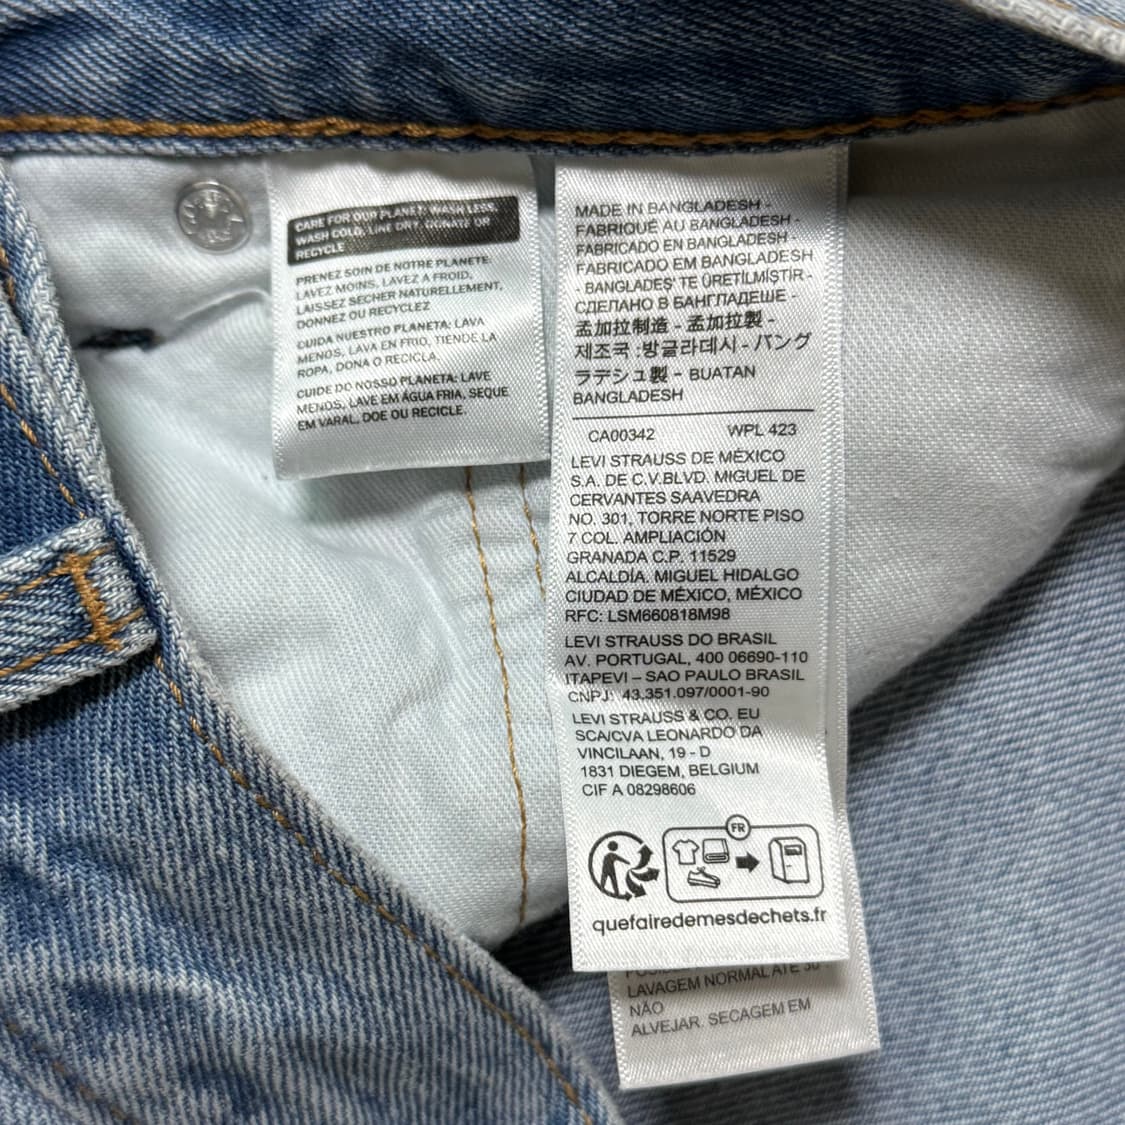 CARE FOR OUR PLANET: WASH LESS,
WASH COLD, LINE DRY, DONATE OR
RECYCLE
PRENEZ SOIN DE NOTRE PLANETE:
LAVEZ MOINS, LAVEZ A FROID,
LAISSEZ SECHER NATURELLEMENT,
DONNEZ OU RECYCLEZ
CUIDA NUESTRO PLANETA: LAVA
MENOS, LAVA EN FRIO, TIENDE LA
ROPA, DONA O RECICLA.
CUIDE DO NOSSO PLANETA: LAVE
MENOS, LAVE EM ÁGUA FRIA, SEQUE
EM VARAL, DOE OU RECICLE.
MADE IN BANGLADESH -
FABRIQUÉ AU BANGLADESH -
FABRICADO EN BANGLADESH -
FABRICADO EM BANGLADESH
- BANGLADEŞ' TE ÜRETİLMİŞTİR -
СДЕЛАНО В БАНГЛАДЕШЕ -
孟加拉制造 - 孟加拉製 -
제조국 :방글라데시 - バング
ラデシュ製 - BUATAN
BANGLADESH
CA00342 WPL 423
LEVI STRAUSS DE MÉXICO
S.A. DE C.V.BLVD. MIGUEL DE
CERVANTES SAAVEDRA
NO. 301, TORRE NORTE PISO
7 COL. AMPLIACIÓN
GRANADA C.P. 11529
ALCALDÍA. MIGUEL HIDALGO
CIUDAD DE MÉXICO, MÉXICO
RFC: LSM660818M98
LEVI STRAUSS DO BRASIL
AV. PORTUGAL, 400 06690-110
ITAPEVI – SAO PAULO BRASIL
CNPJ: 43.351.097/0001-90
LEVI STRAUSS & CO. EU
SCA/CVA LEONARDO DA
VINCILAAN, 19 - D
1831 DIEGEM, BELGIUM
CIF A 08298606
FR
quefairedemesdechets.fr
LAVAGEM NORMAL ATÉ 30°.
NÃO
ALVEJAR. SECAGEM EM